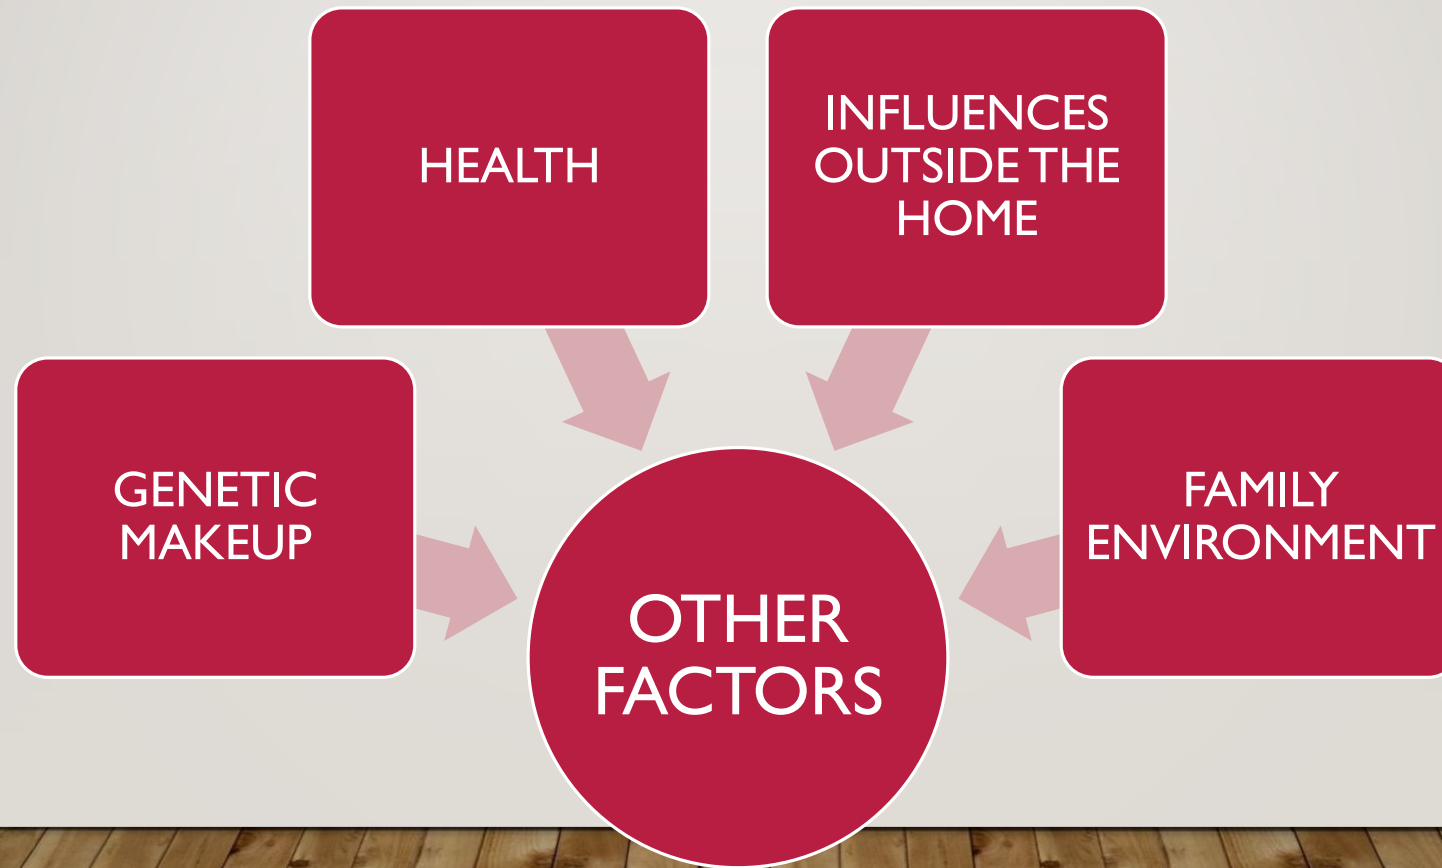 HEALTH
INFLUENCES
OUTSIDE THE
HOME
GENETIC
MAKEUP
FAMILY
ENVIRONMENT
OTHER
FACTORS